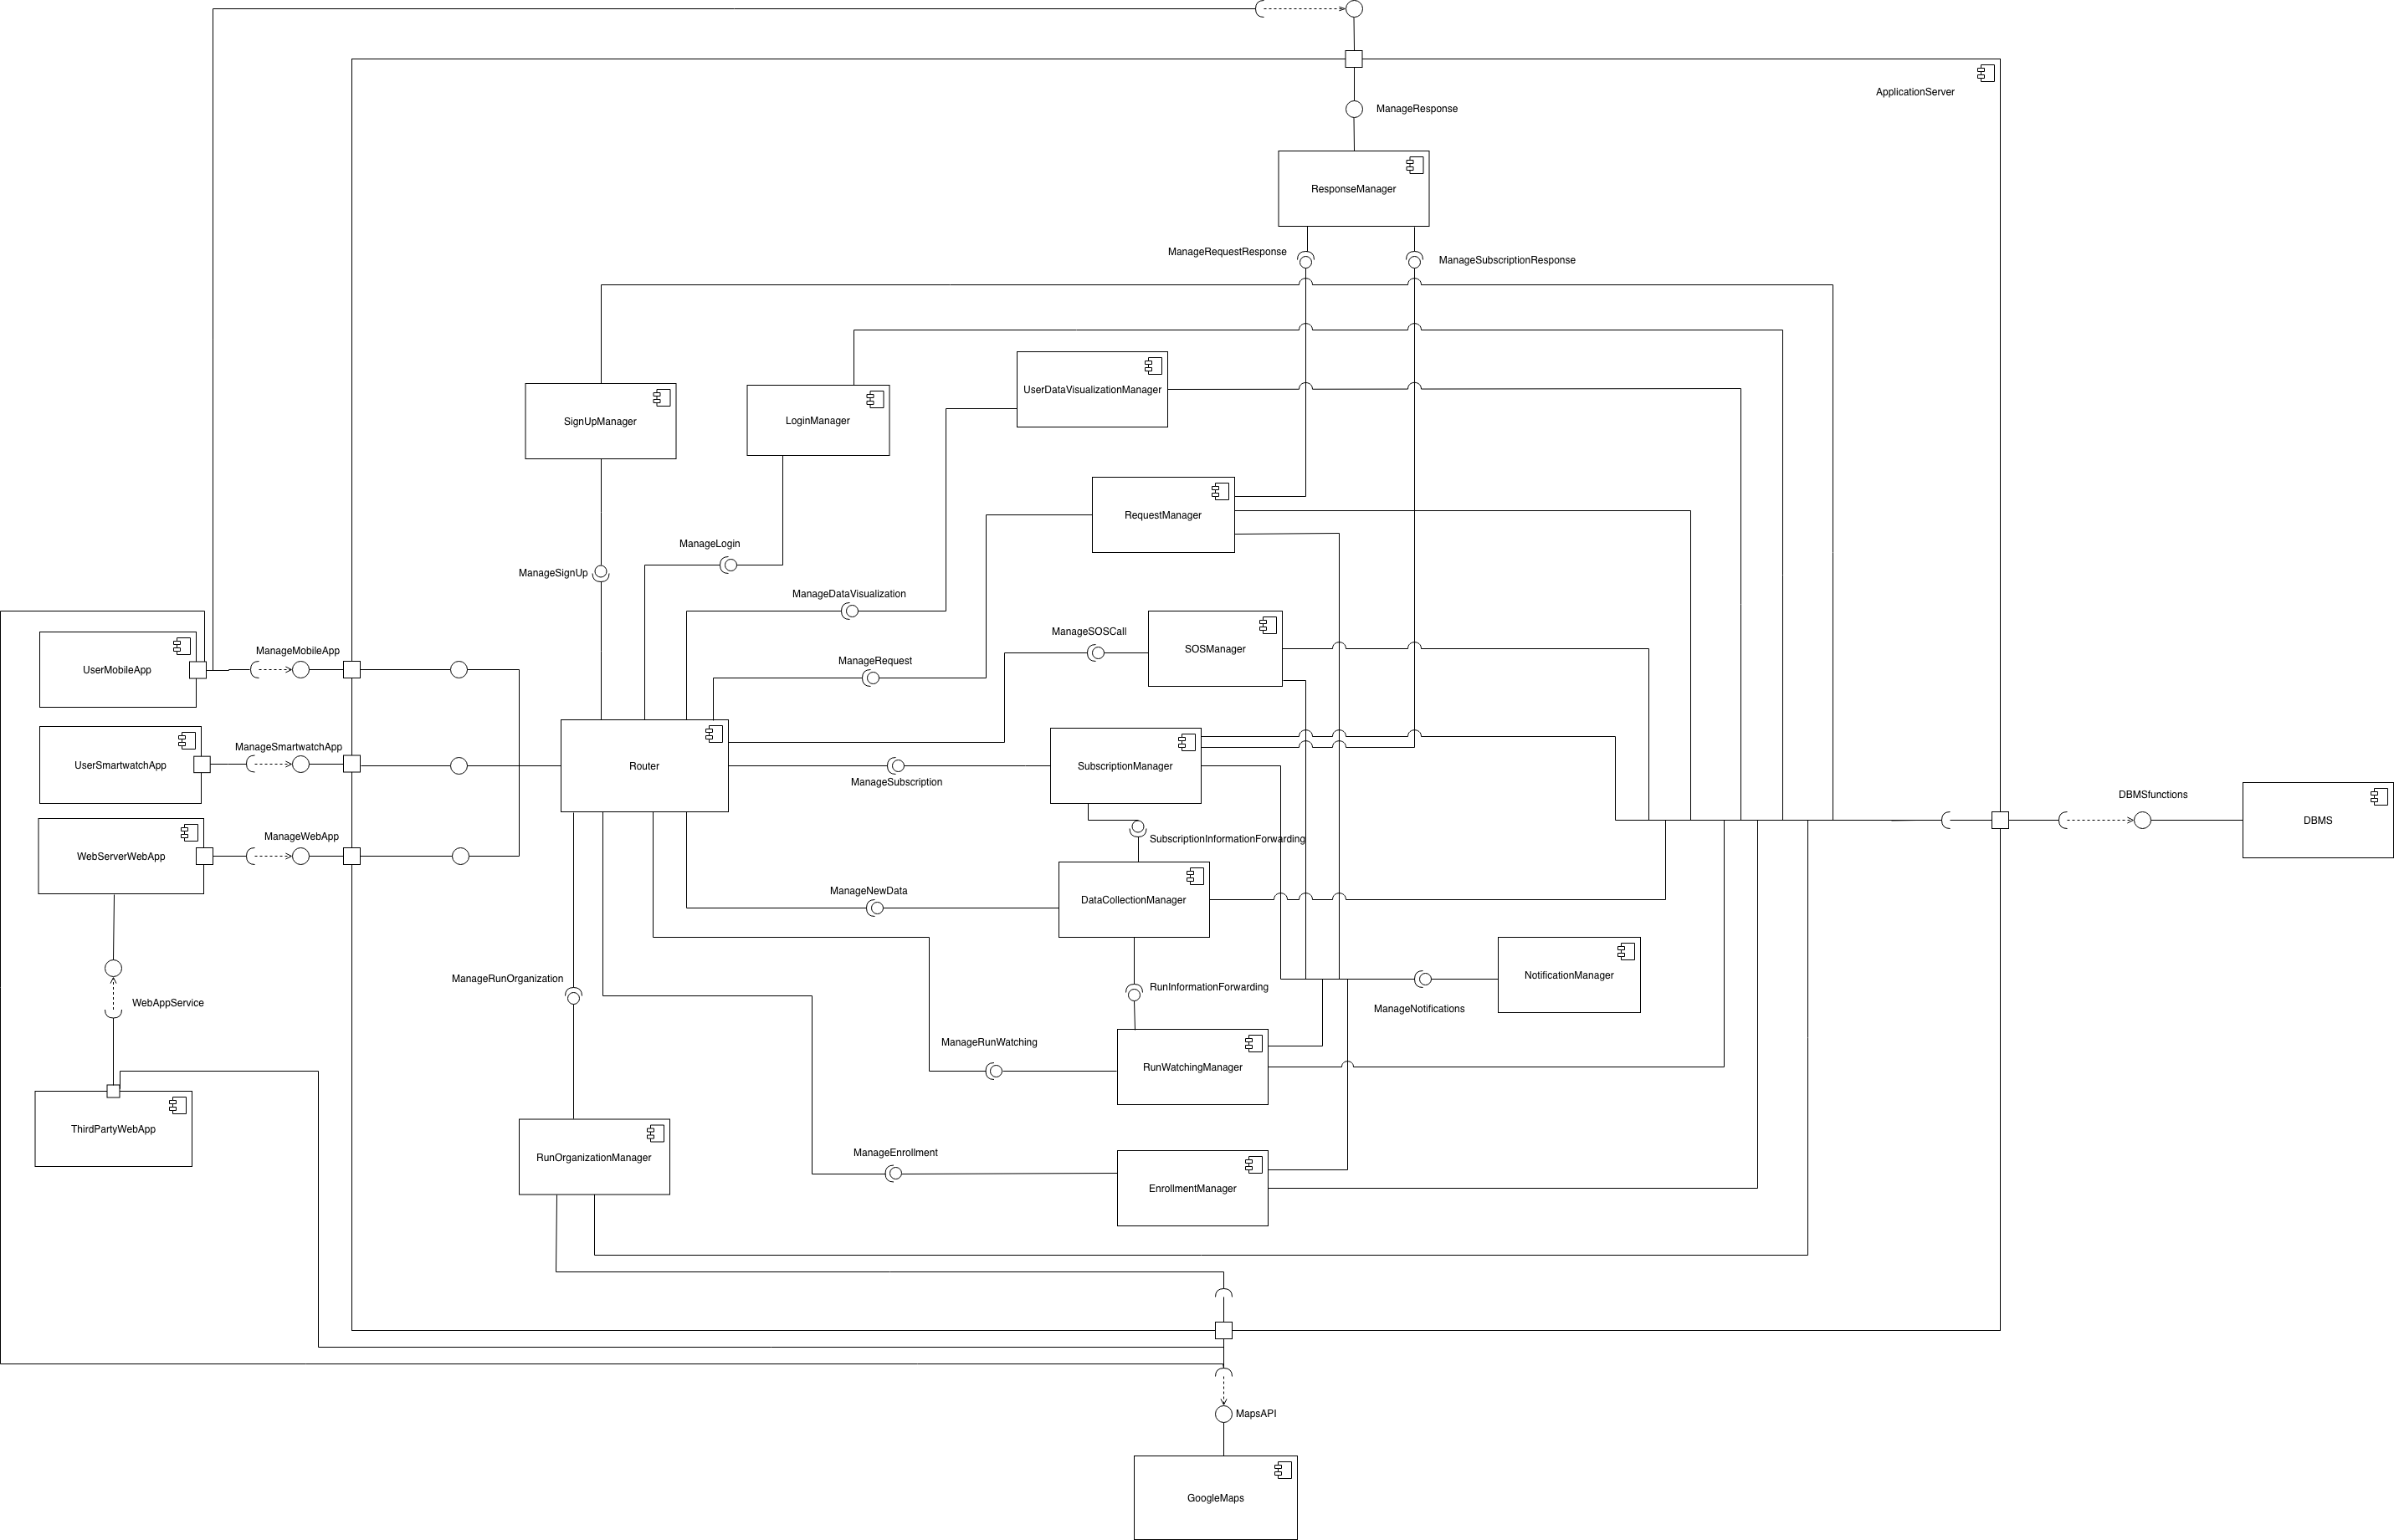 ApplicationServer
ManageResponse
ResponseManager
ManageRequestResponse
ManageSubscriptionResponse
UserDataVisualizationManager
SignUpManager
LoginManager
RequestManager
ManageLogin
ManageSignUp
ManageDataVisualization
ManageSOSCall
SOSManager
ManageMobileApp
ManageRequest
UserMobileApp
ManageSmartwatchApp
UserSmartwatchApp
Router
ManageSubscription
SubscriptionManager
DBMSfunctions
DBMS
ManageWebApp
SubscriptionInformationForwarding
WebServerWebApp
ManageNewData
DataCollectionManager
ManageRunOrganization
NotificationManager
RunInformationForwarding
WebAppService
ManageNotifications
ManageRunWatching
RunWatchingManager
ThirdPartyWebApp
ManageEnrollment
RunOrganizationManager
EnrollmentManager
MapsAPI
GoogleMaps